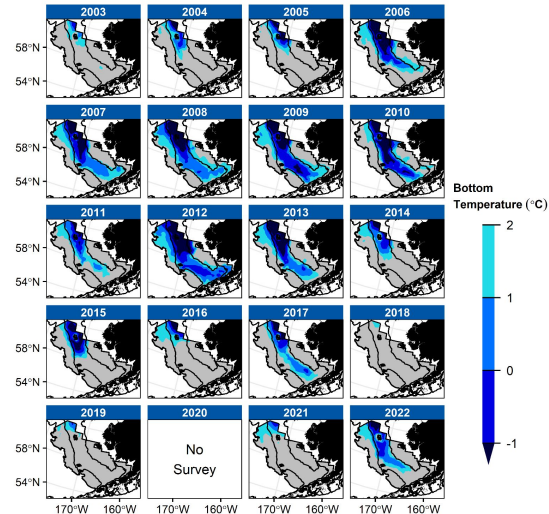 2003 2004 2005 2006
58°N
54°N
2007 2008 2009 2010
58°N
54°N
Bottom
Temperature (°C)
2
1
0
-1
2011 2012 2013 2014
58°N
54°N
2015 2016 2017 2018
58°N
54°N
2019 2020 2021 2022
No
Survey
58°N
54°N
170°W 160°W 170°W 160°W 170°W 160°W 170°W 160°W